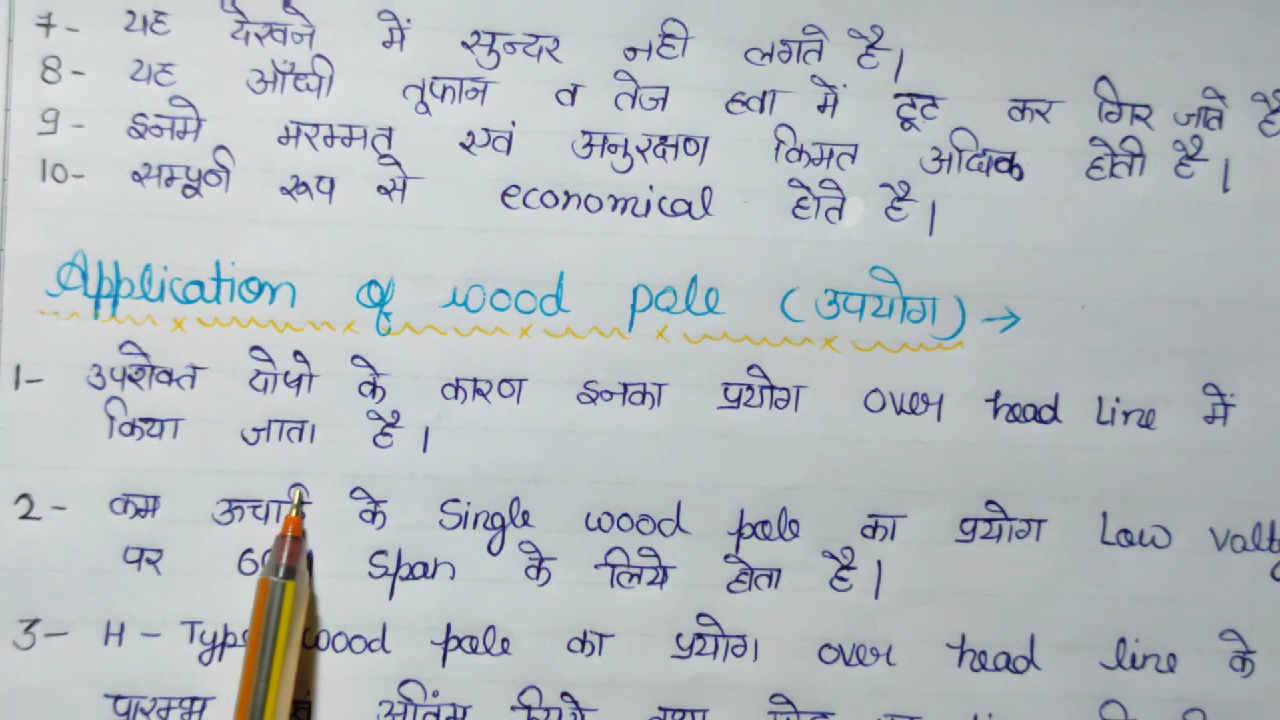 7- यह देखने में सुन्दर नही लगते है।
8- यह आँधी तूफान व तेज हवा में टूट कर गिर जाते है
9- इनमे मरम्मत एवं अनुरक्षण किमत अधिक होती है।
10- सम्पूर्ण रूप से economical होते है।
Application of wood pole (उपयोग) →
1- उपरोक्त दोषो के कारण इनका प्रयोग over head line में
किया जाता है।
2- कम ऊचाई के Single wood pole का प्रयोग Low
पर span के लिये होता है।
3- H - Type wood pole का प्रयोग over head line के
प्रारम्भ